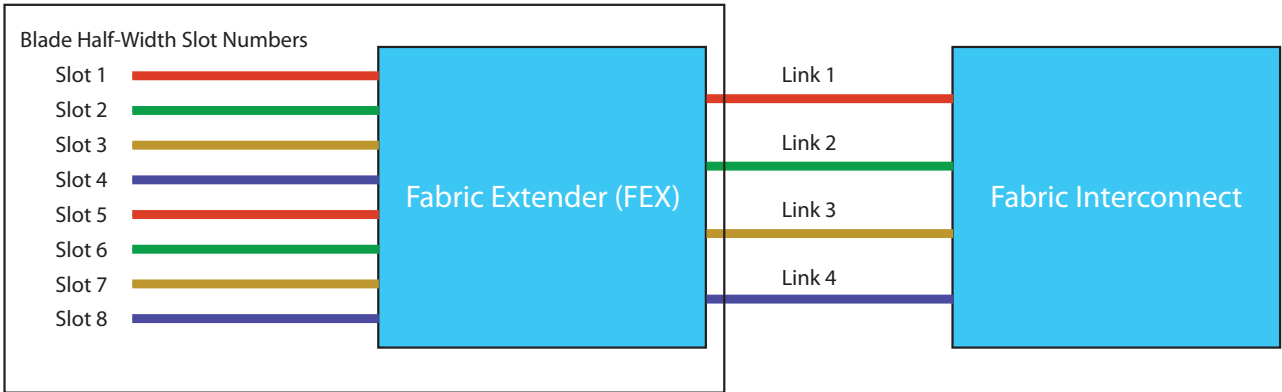 Blade Half-Width Slot Numbers
Slot 1
Slot 2
Slot 3
Slot 4
Slot 5
Slot 6
Slot 7
Slot 8
Fabric Extender (FEX)
Link 1
Link 2
Link 3
Link 4
Fabric Interconnect